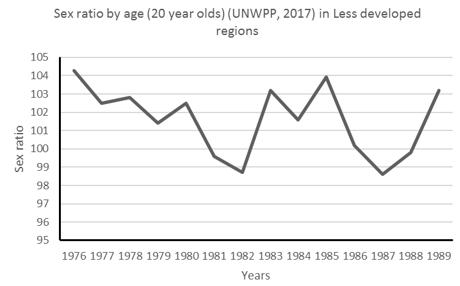 Sex ratio by age (20 year olds) (UNWPP, 2017) in Less developed
regions
105
104
103
102
101
100
99
98
97
96
95
Sex ratio
1976 1977 1978 1979 1980 1981 1982 1983 1984 1985 1986 1987 1988 1989
Years